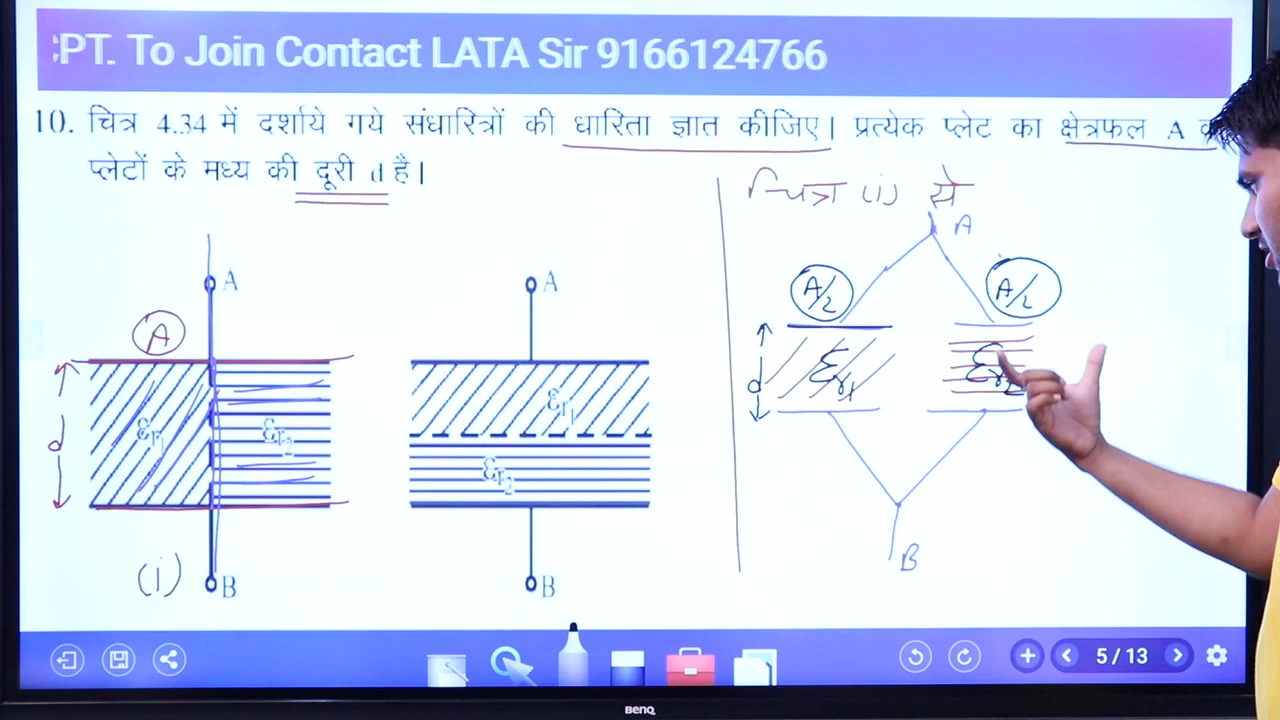 :PT. To Join Contact LATA Sir 9166124766
10. चित्र 4.34 में दर्शाये गये संधारित्रों की धारिता ज्ञात कीजिए। प्रत्येक प्लेट का क्षेत्रफल A
प्लेटों के मध्य की दूरी d है।
A
A
d
εr1
εr2
(i)
B
A
εr1
εr2
B
चित्र (i) से
A
A/2
A/2
d
εr1
εr2
B
5 / 13
BenQ